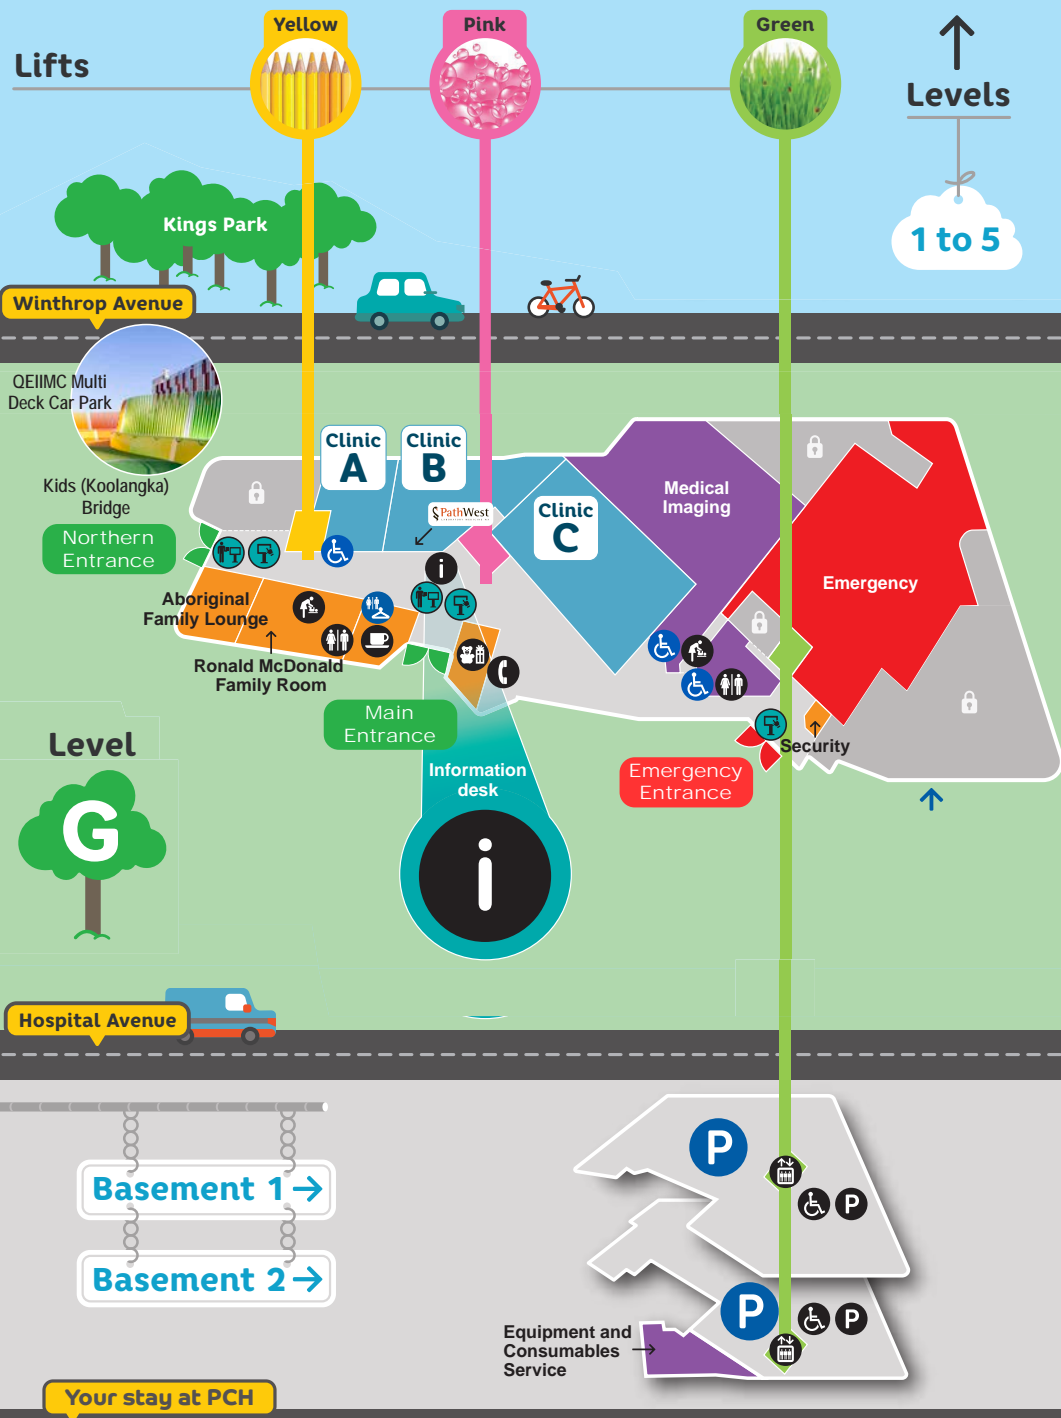 Yellow
Pink
Green
Lifts
Levels
1 to 5
Kings Park
Winthrop Avenue
QEIIMC Multi
Deck Car Park
Kids (Koolangka)
Bridge
Northern
Entrance
Clinic
A
Clinic
B
PathWest
Clinic
C
Medical
Imaging
Emergency
i
Aboriginal
Family Lounge
Ronald McDonald
Family Room
Main
Entrance
Security
Emergency
Entrance
Information
desk
i
Level
G
Hospital Avenue
Basement 1
Basement 2
P
P
P
P
Equipment and
Consumables
Service
Your stay at PCH